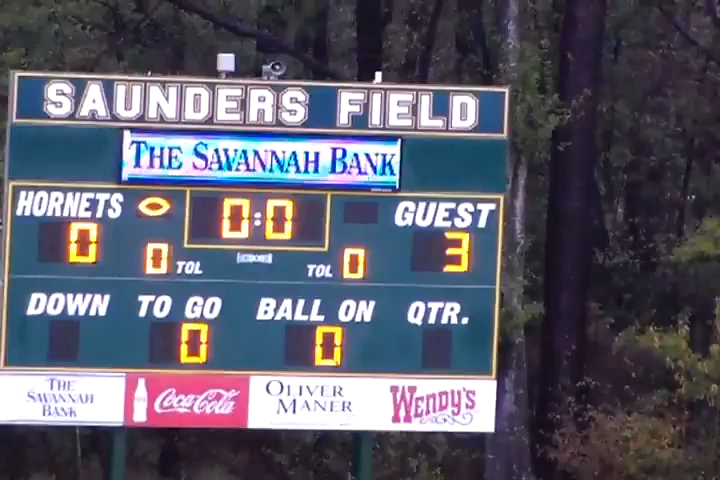 SAUNDERS FIELD
THE SAVANNAH BANK
HORNETS 0:0 GUEST
0 0 TOL TOL 0 3
DOWN TO GO BALL ON QTR.
0 0
THE SAVANNAH BANK
Coca-Cola
OLIVER MANER
WENDY'S